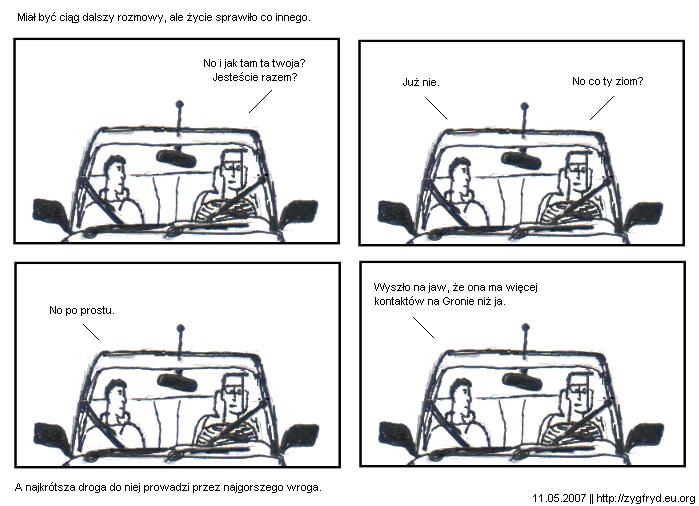 Miał być ciąg dalszy rozmowy, ale życie sprawiło co innego.
No i jak tam ta twoja?
Jesteście razem?
Już nie.
No co ty ziom?
No po prostu.
Wyszło na jaw, że ona ma więcej
kontaktów na Gronie niż ja.
A najkrótsza droga do niej prowadzi przez najgorszego wroga.
11.05.2007 || http://zygfryd.eu.org